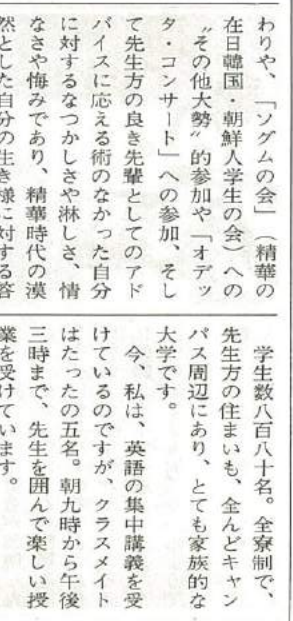 わりや、「ソダムの会」（精華の
在日韓国・朝鮮人学生の会）への
〝その他大勢〟的参加や「オデッ
タ・コンサート」への参加、そし
て先生方の良き先輩としてのアド
バイスに応える術のなかった自分
に対するなつかしさや淋しさ、情
なさや悔みであり、精華時代の漠
然とした自分の生き様に対する答
学生数八百八十名。全寮制で、
先生方の住まいも、全んどキャン
パス周辺にあり、とても家族的な
大学です。
今、私は、英語の集中講義を受
けているのですが、クラスメイト
はたったの五名。朝九時から午後
三時まで、先生を囲んで楽しい授
業を受けています。